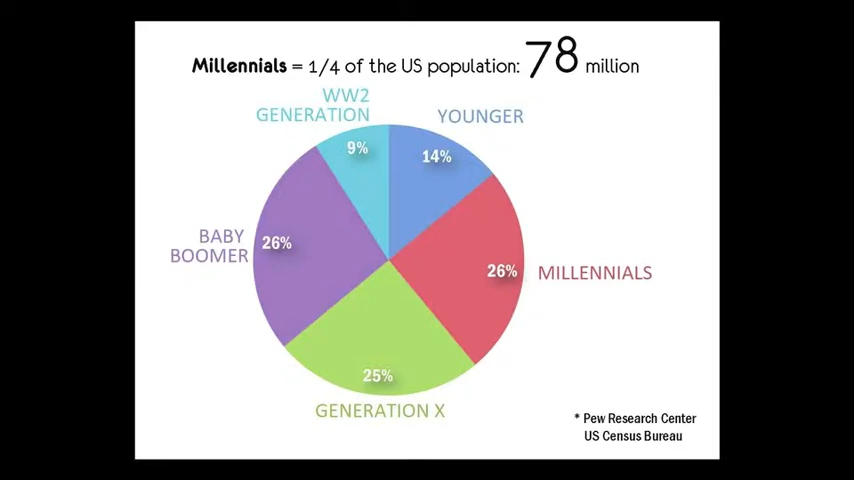 Millennials = 1/4 of the US population: 78 million
WW2
GENERATION
YOUNGER
9%
14%
BABY
BOOMER
26%
26%
MILLENNIALS
25%
GENERATION X
* Pew Research Center
US Census Bureau